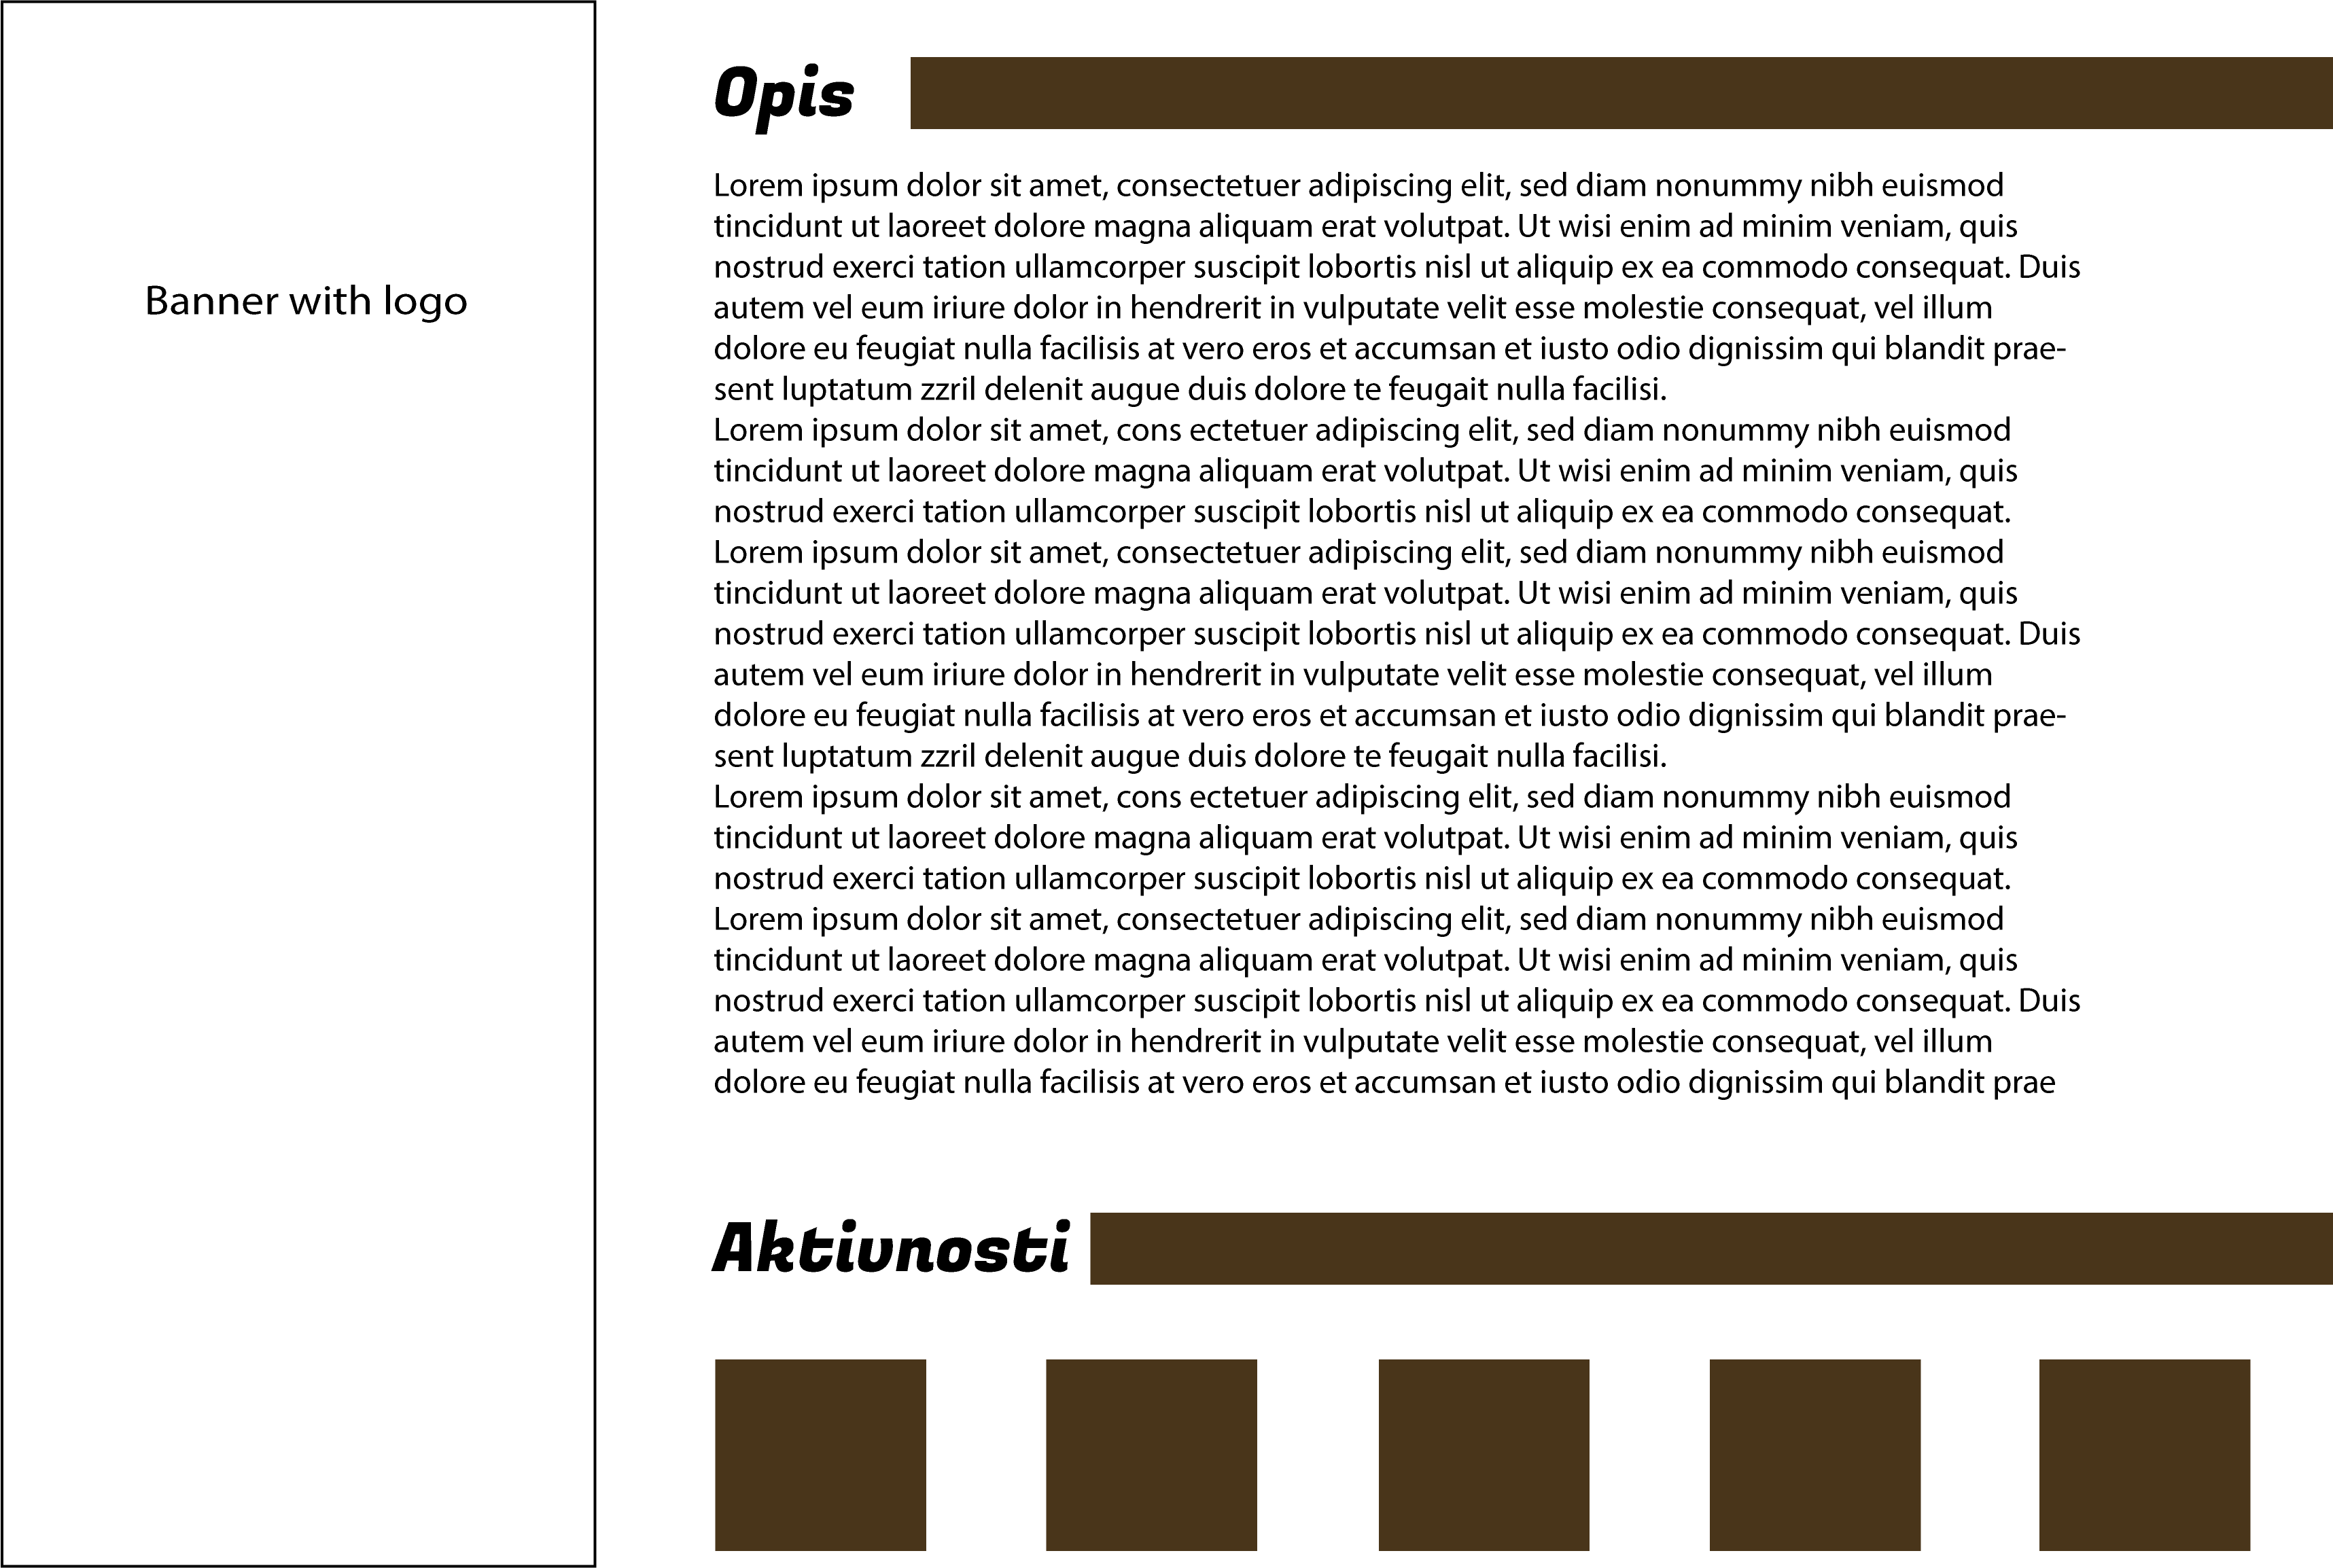 Banner with logo
Opis
Lorem ipsum dolor sit amet, consectetuer adipiscing elit, sed diam nonummy nibh euismod
tincidunt ut laoreet dolore magna aliquam erat volutpat. Ut wisi enim ad minim veniam, quis
nostrud exerci tation ullamcorper suscipit lobortis nisl ut aliquip ex ea commodo consequat. Duis
autem vel eum iriure dolor in hendrerit in vulputate velit esse molestie consequat, vel illum
dolore eu feugiat nulla facilisis at vero eros et accumsan et iusto odio dignissim qui blandit prae-
sent luptatum zzril delenit augue duis dolore te feugait nulla facilisi.
Lorem ipsum dolor sit amet, cons ectetuer adipiscing elit, sed diam nonummy nibh euismod
tincidunt ut laoreet dolore magna aliquam erat volutpat. Ut wisi enim ad minim veniam, quis
nostrud exerci tation ullamcorper suscipit lobortis nisl ut aliquip ex ea commodo consequat.
Lorem ipsum dolor sit amet, consectetuer adipiscing elit, sed diam nonummy nibh euismod
tincidunt ut laoreet dolore magna aliquam erat volutpat. Ut wisi enim ad minim veniam, quis
nostrud exerci tation ullamcorper suscipit lobortis nisl ut aliquip ex ea commodo consequat. Duis
autem vel eum iriure dolor in hendrerit in vulputate velit esse molestie consequat, vel illum
dolore eu feugiat nulla facilisis at vero eros et accumsan et iusto odio dignissim qui blandit prae-
sent luptatum zzril delenit augue duis dolore te feugait nulla facilisi.
Lorem ipsum dolor sit amet, cons ectetuer adipiscing elit, sed diam nonummy nibh euismod
tincidunt ut laoreet dolore magna aliquam erat volutpat. Ut wisi enim ad minim veniam, quis
nostrud exerci tation ullamcorper suscipit lobortis nisl ut aliquip ex ea commodo consequat.
Lorem ipsum dolor sit amet, consectetuer adipiscing elit, sed diam nonummy nibh euismod
tincidunt ut laoreet dolore magna aliquam erat volutpat. Ut wisi enim ad minim veniam, quis
nostrud exerci tation ullamcorper suscipit lobortis nisl ut aliquip ex ea commodo consequat. Duis
autem vel eum iriure dolor in hendrerit in vulputate velit esse molestie consequat, vel illum
dolore eu feugiat nulla facilisis at vero eros et accumsan et iusto odio dignissim qui blandit prae
Aktivnosti